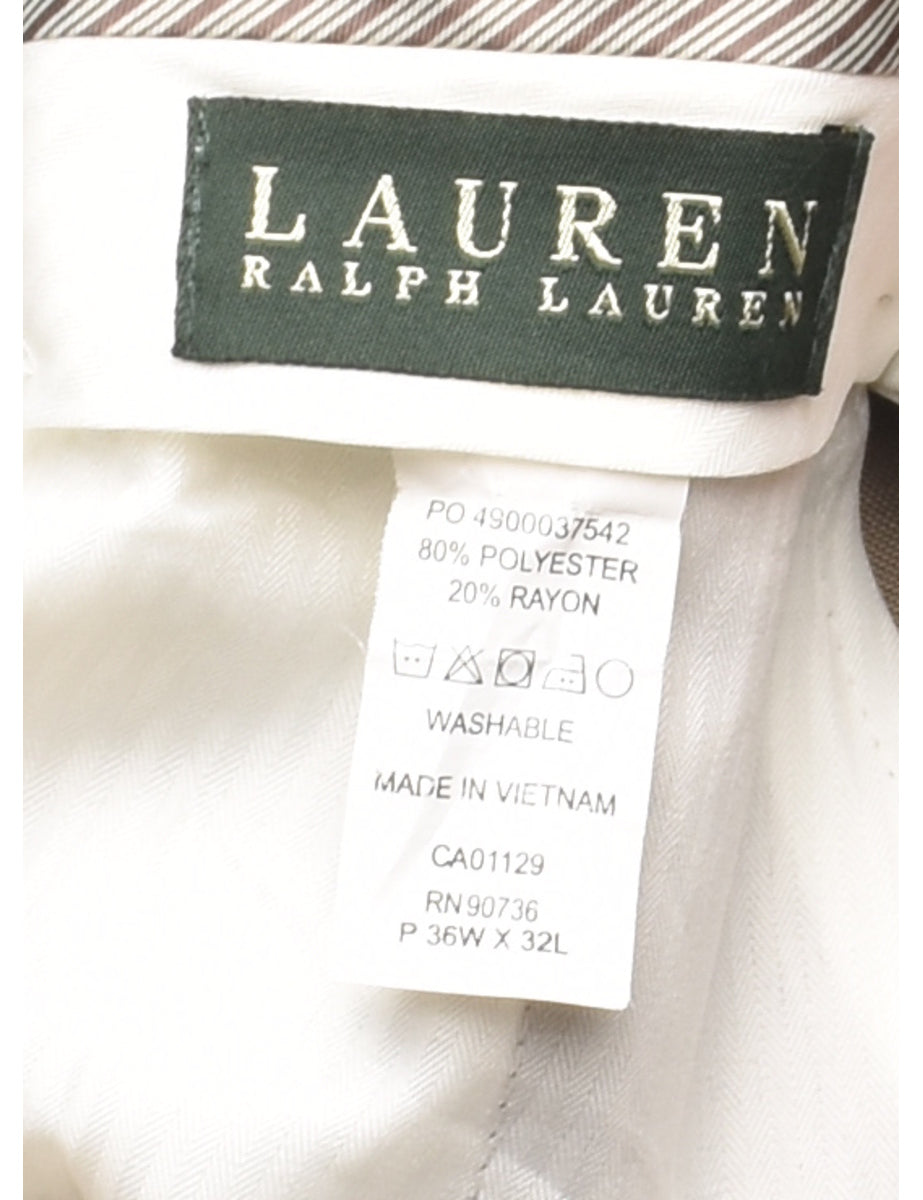 LAUREN
RALPH LAUREN
PO 4900037542
80% POLYESTER
20% RAYON
WASHABLE
MADE IN VIETNAM
CA01129
RN 90736
P 36W X 32L